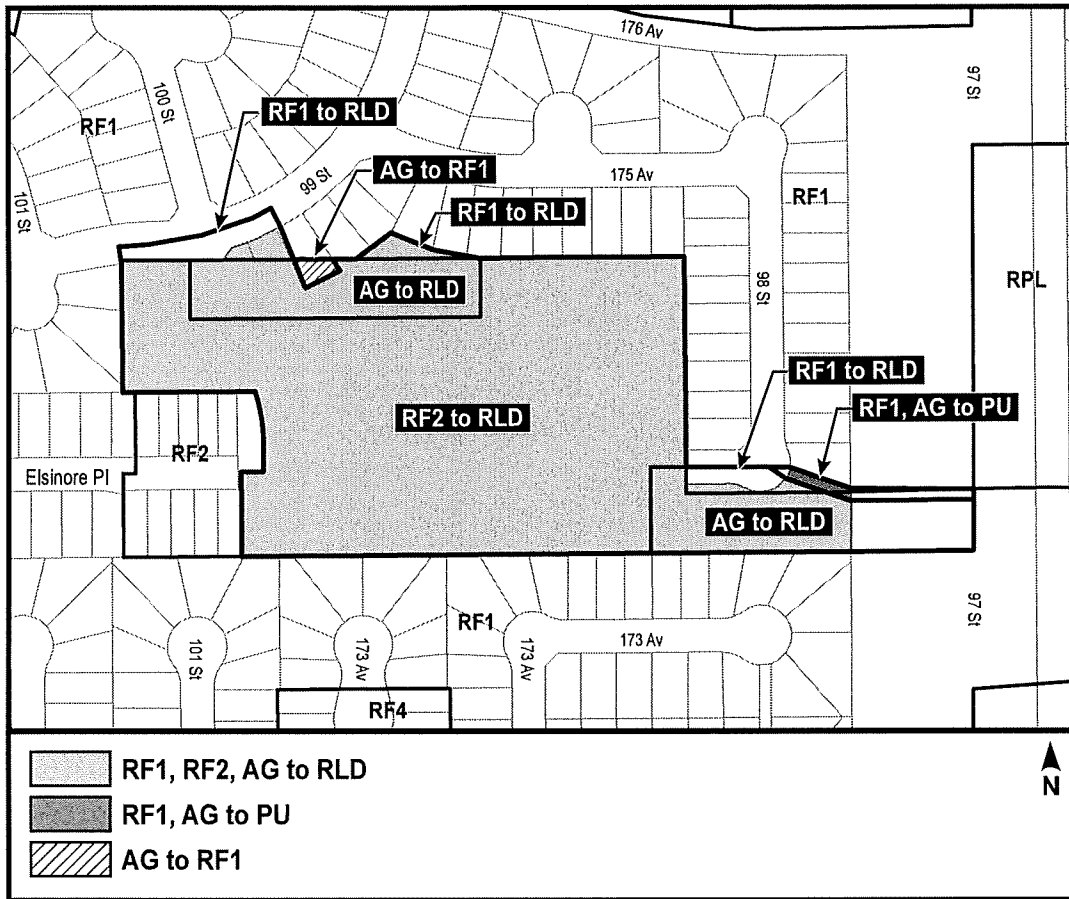 176 Av
97 St
100 St
RF1 to RLD
RF1
AG to RF1
99 St
175 Av
101 St
RF1 to RLD
RF1
AG to RLD
98 St
RPL
RF1 to RLD
RF1, AG to PU
RF2 to RLD
RF2
Elsinore Pl
AG to RLD
97 St
RF1
173 Av
101 St
173 Av
173 Av
RF4
RF1, RF2, AG to RLD
RF1, AG to PU
AG to RF1
N